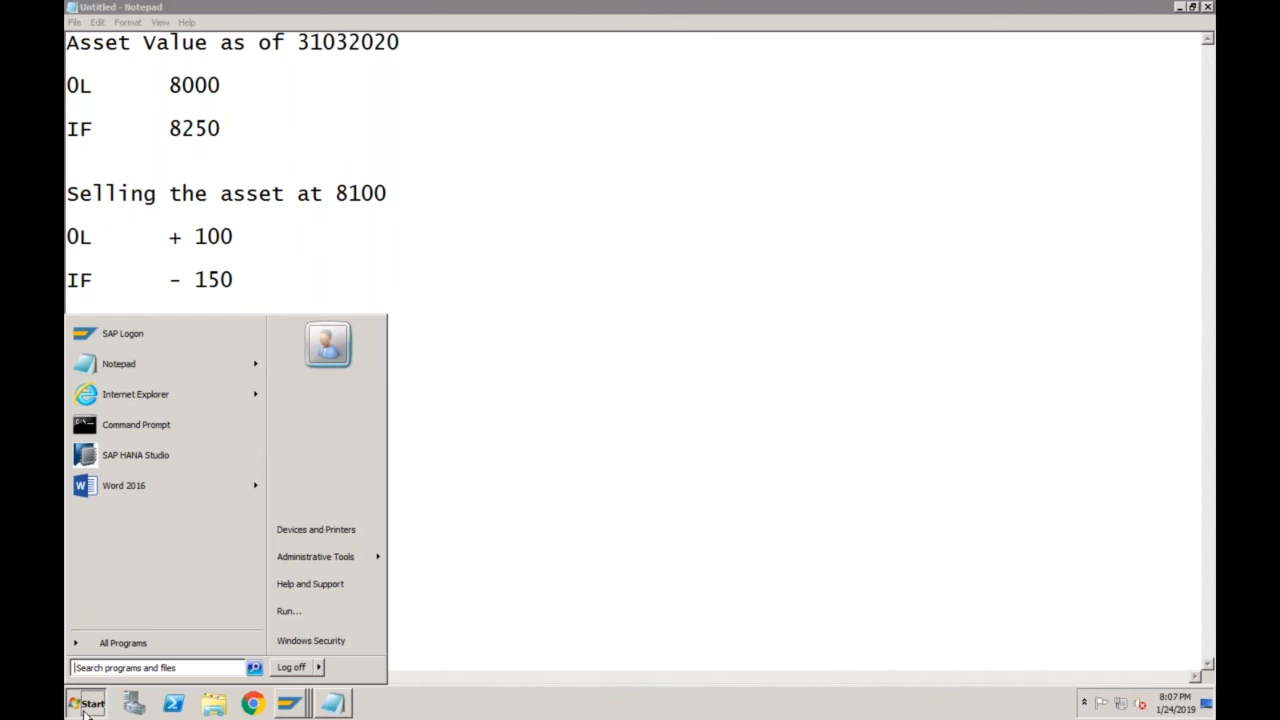 Untitled - Notepad
File Edit Format View Help
Asset Value as of 31032020
0L 8000
IF 8250
Selling the asset at 8100
0L + 100
IF - 150
SAP Logon
Notepad
Internet Explorer
Command Prompt
SAP HANA Studio
Word 2016
Devices and Printers
Administrative Tools
Help and Support
Run...
Windows Security
All Programs
Search programs and files
Log off
Start
8:07 PM
1/24/2019